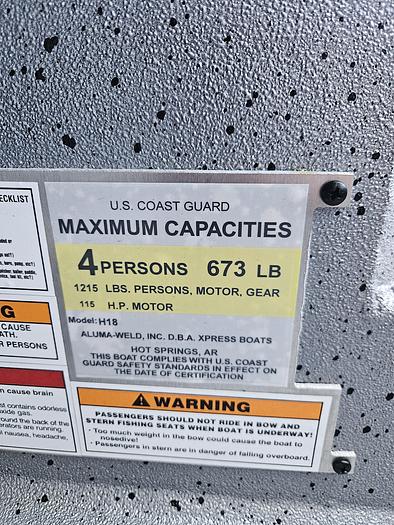 ECKLIST
U.S. COAST GUARD
MAXIMUM CAPACITIES
4 PERSONS 673 LB
1215 LBS. PERSONS, MOTOR, GEAR
115 H.P. MOTOR
Model: H18
ALUMA-WELD, INC. D.B.A. XPRESS BOATS
HOT SPRINGS, AR
THIS BOAT COMPLIES WITH U.S. COAST
GUARD SAFETY STANDARDS IN EFFECT ON
THE DATE OF CERTIFICATION
G
CAUSE
ATH.
R PERSONS
n cause brain
st contains odorless
oxide gas.
ound the back of the
erators are running.
l nausea, headache,
WARNING
PASSENGERS SHOULD NOT RIDE IN BOW AND
STERN FISHING SEATS WHEN BOAT IS UNDERWAY!
· Too much weight in the bow could cause the boat to
nosedive!
· Passengers in stern are in danger of falling overboard.